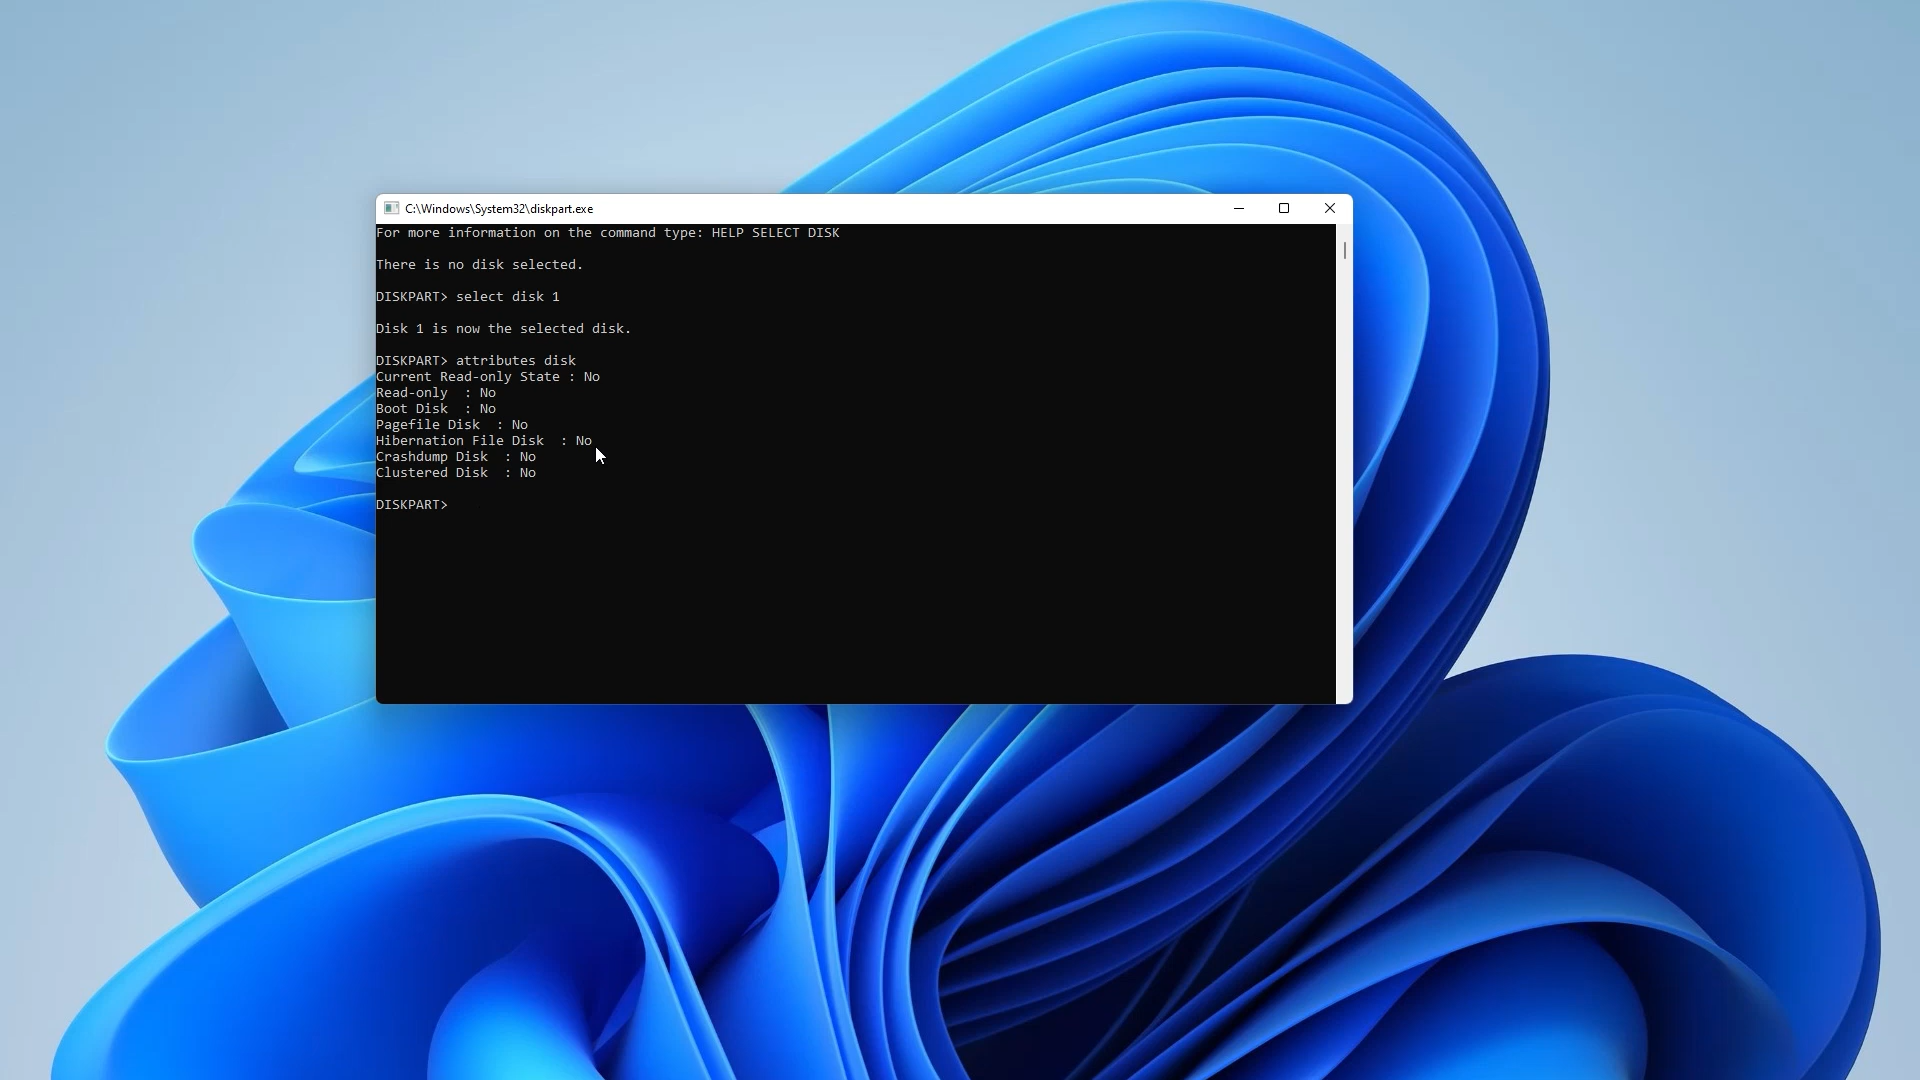 C:\Windows\System32\diskpart.exe
For more information on the command type: HELP SELECT DISK
There is no disk selected.
DISKPART> select disk 1
Disk 1 is now the selected disk.
DISKPART> attributes disk
Current Read-only State : No
Read-only  : No
Boot Disk  : No
Pagefile Disk  : No
Hibernation File Disk  : No
Crashdump Disk  : No
Clustered Disk  : No
DISKPART>